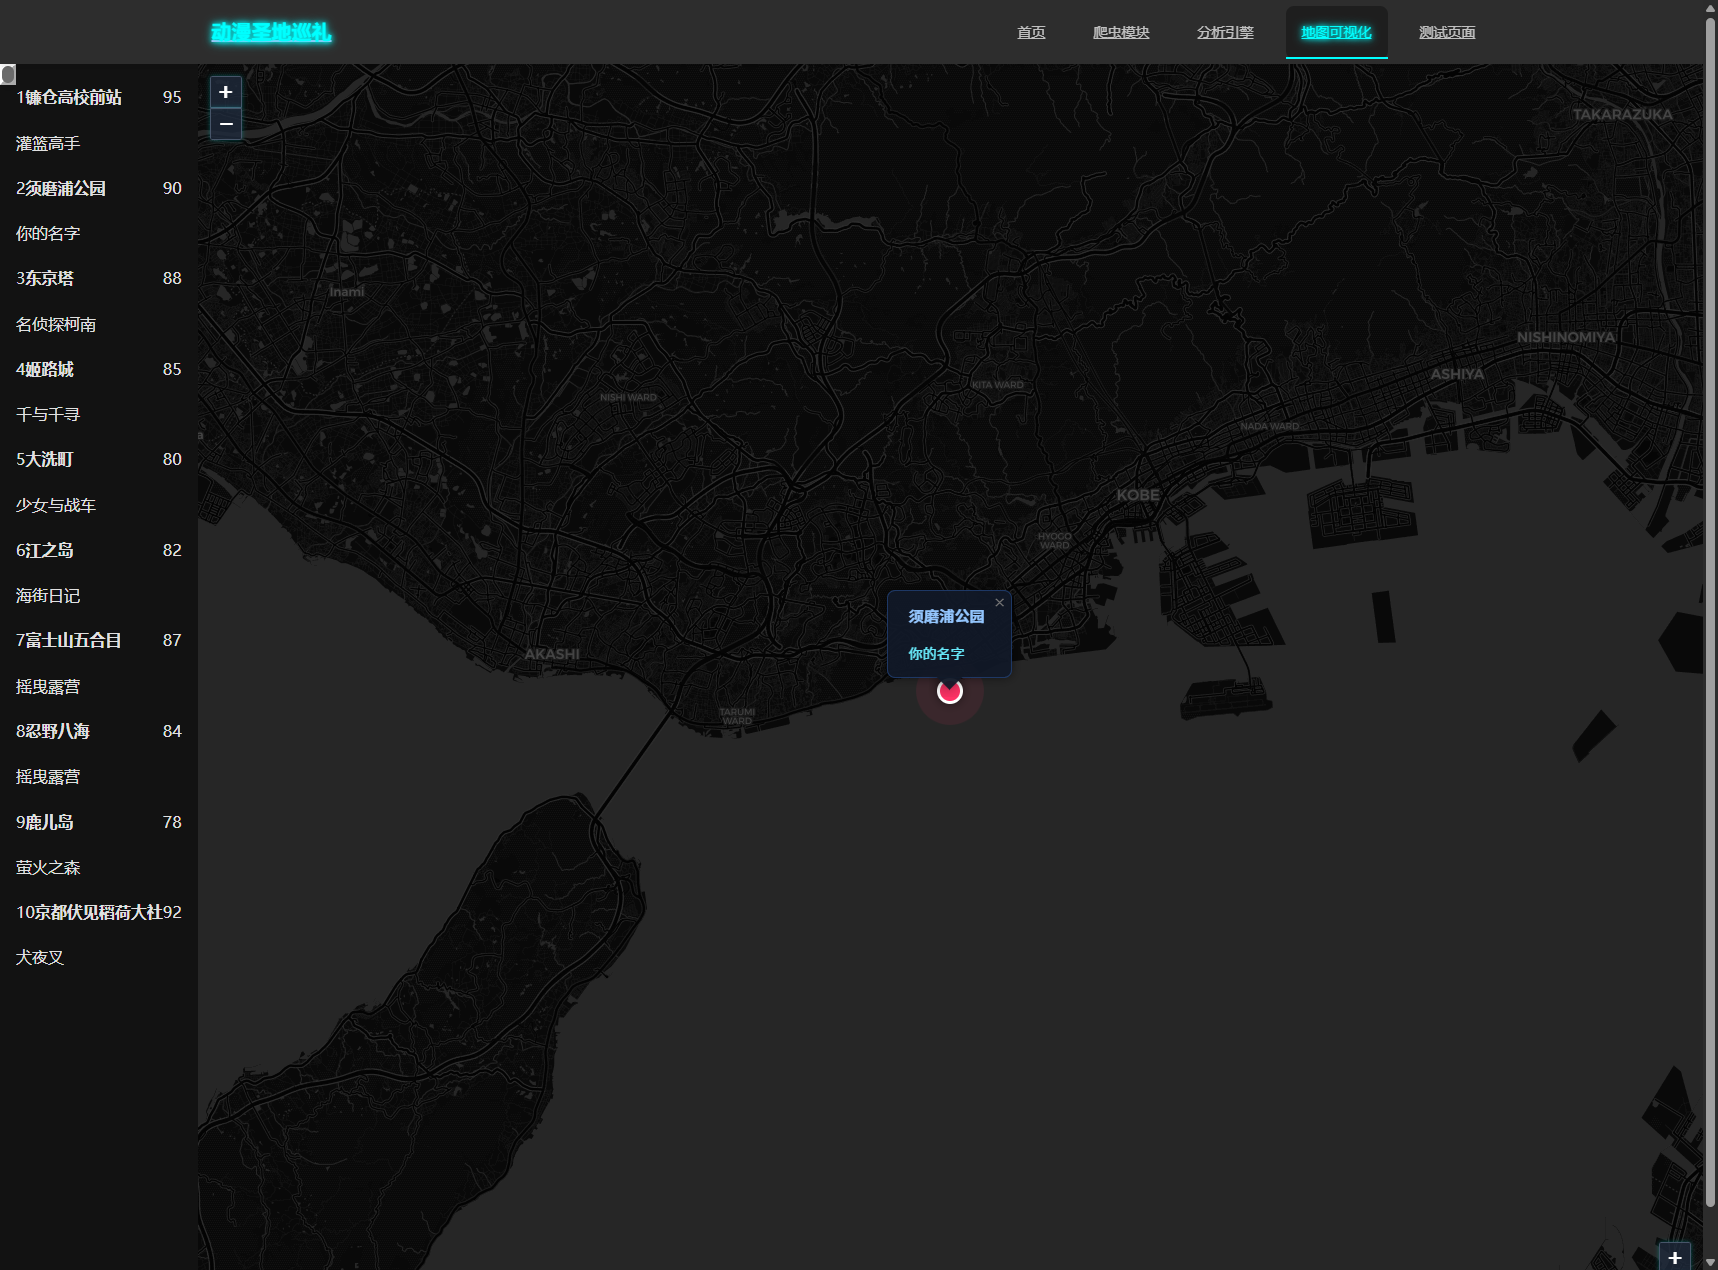 动漫圣地巡礼
首页
爬虫模块
分析引擎
地图可视化
测试页面
1镰仓高校前站 95
灌篮高手
2须磨浦公园 90
你的名字
3东京塔 88
名侦探柯南
4姬路城 85
千与千寻
5大洗町 80
少女与战车
6江之岛 82
海街日记
7富士山五合目 87
摇曳露营
8忍野八海 84
摇曳露营
9鹿儿岛 78
萤火之森
10京都伏见稻荷大社92
犬夜叉
+
−
TAKARAZUKA
Inami
NISHINOMIYA
ASHIYA
KITA WARD
NISHI WARD
NADA WARD
KOBE
HYOGO
WARD
须磨浦公园
×
你的名字
AKASHI
TARUMI
WARD
+